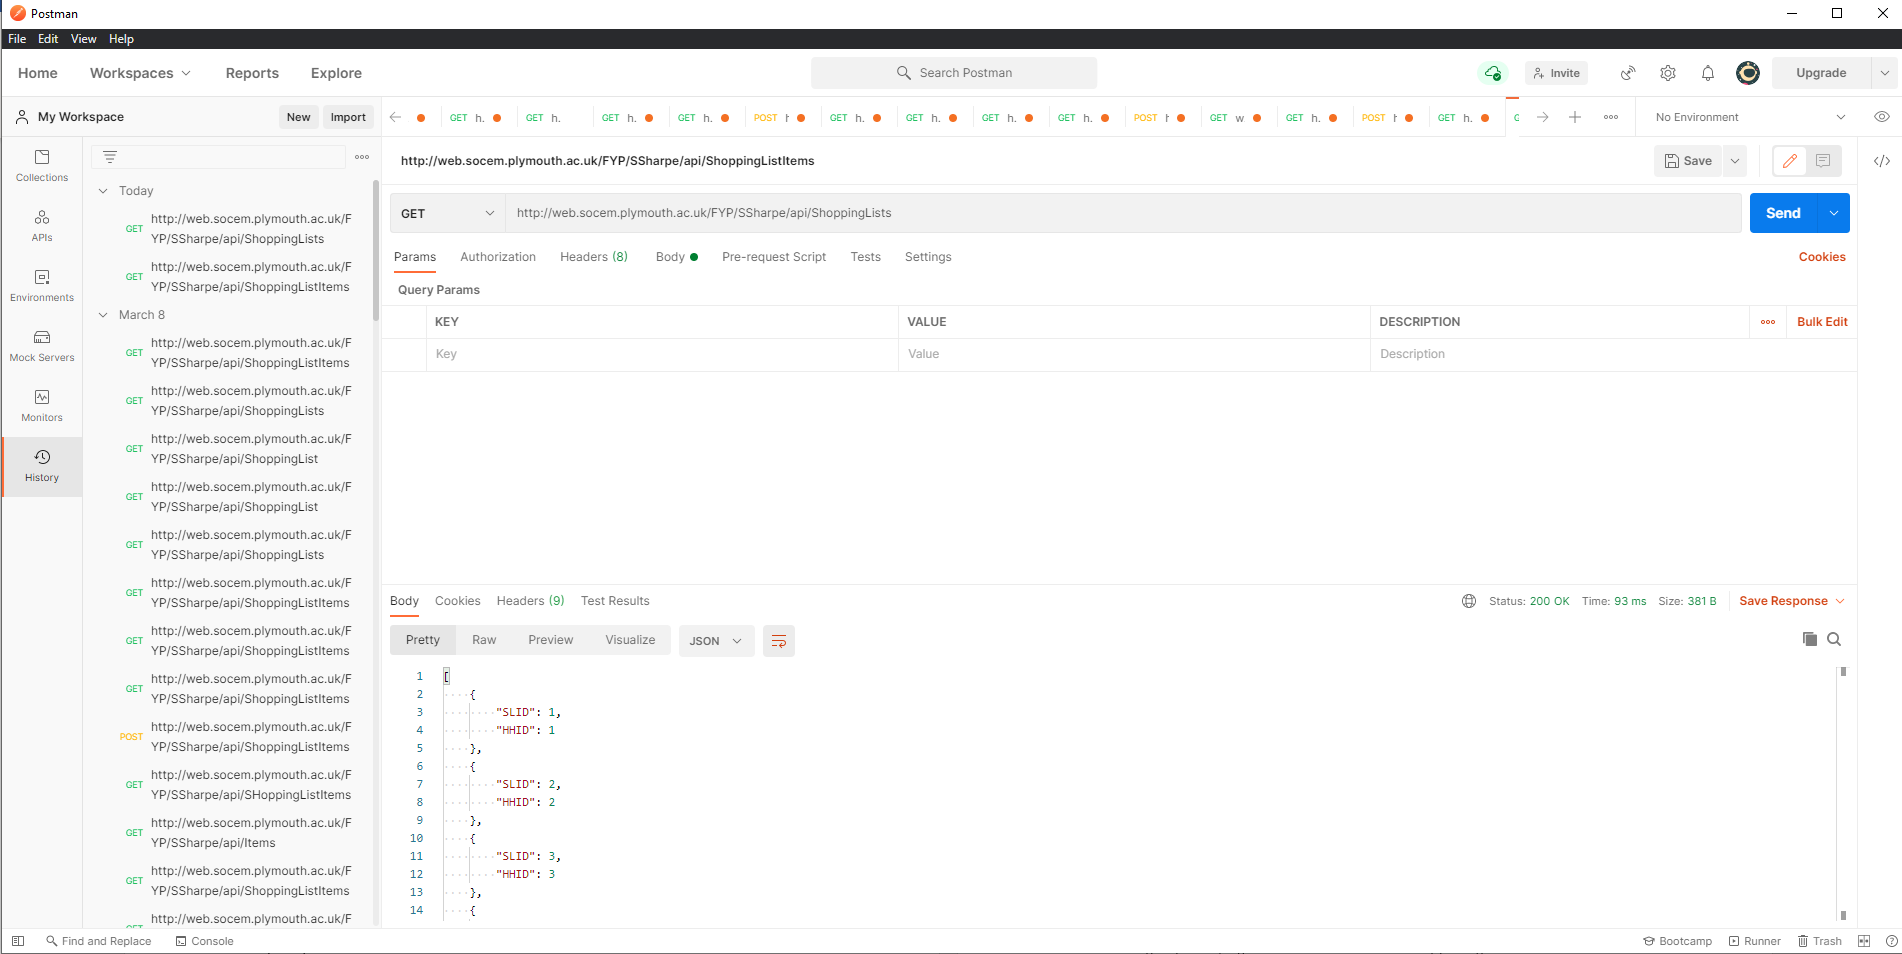 Postman
File Edit View Help
Home Workspaces Reports Explore
Search Postman
Invite
Upgrade
My Workspace
New Import
GET h.
GET h.
GET h.
GET h.
POST h
GET h.
GET h.
GET h.
GET h.
POST h
GET w
GET h.
POST h
GET h.
No Environment
http://web.socem.plymouth.ac.uk/FYP/SSharpe/api/ShoppingListItems
Save
GET http://web.socem.plymouth.ac.uk/FYP/SSharpe/api/ShoppingLists
Send
Params Authorization Headers (8) Body Pre-request Script Tests Settings
Cookies
Query Params
KEY VALUE DESCRIPTION
Bulk Edit
Key Value Description
Collections
APIs
Environments
Mock Servers
Monitors
History
Today
GET http://web.socem.plymouth.ac.uk/F
YP/SSharpe/api/ShoppingLists
GET http://web.socem.plymouth.ac.uk/F
YP/SSharpe/api/ShoppingListItems
March 8
GET http://web.socem.plymouth.ac.uk/F
YP/SSharpe/api/ShoppingListItems
GET http://web.socem.plymouth.ac.uk/F
YP/SSharpe/api/ShoppingLists
GET http://web.socem.plymouth.ac.uk/F
YP/SSharpe/api/ShoppingList
GET http://web.socem.plymouth.ac.uk/F
YP/SSharpe/api/ShoppingList
GET http://web.socem.plymouth.ac.uk/F
YP/SSharpe/api/ShoppingLists
GET http://web.socem.plymouth.ac.uk/F
YP/SSharpe/api/ShoppingListItems
GET http://web.socem.plymouth.ac.uk/F
YP/SSharpe/api/ShoppingListItems
GET http://web.socem.plymouth.ac.uk/F
YP/SSharpe/api/ShoppingListItems
POST http://web.socem.plymouth.ac.uk/F
YP/SSharpe/api/ShoppingListItems
GET http://web.socem.plymouth.ac.uk/F
YP/SSharpe/api/SHoppingListItems
GET http://web.socem.plymouth.ac.uk/F
YP/SSharpe/api/Items
GET http://web.socem.plymouth.ac.uk/F
YP/SSharpe/api/ShoppingListItems
http://web.socem.plymouth.ac.uk/F
Body Cookies Headers (9) Test Results
Status: 200 OK Time: 93 ms Size: 381 B
Save Response
Pretty Raw Preview Visualize JSON
1 [
2 {
3 "SLID": 1,
4 "HHID": 1
5 },
6 {
7 "SLID": 2,
8 "HHID": 2
9 },
10 {
11 "SLID": 3,
12 "HHID": 3
13 },
14 {
Find and Replace Console
Bootcamp Runner Trash